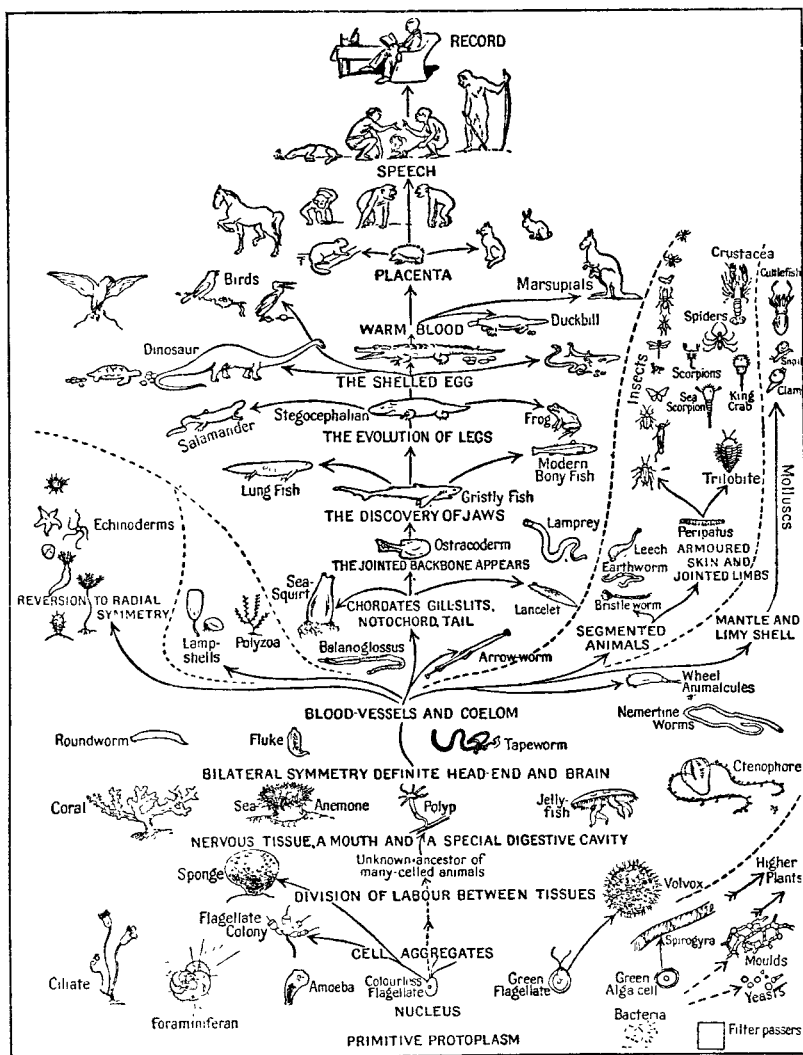 RECORD
SPEECH
PLACENTA
Birds
Marsupials
Crustacea
Cuttlefish
WARM BLOOD
Duckbill
Spiders
Dinosaur
Insects
Scorpions
Snail
THE SHELLED EGG
Sea
Scorpion
King
Crab
Clam
Salamander
Stegocephalian
Frog
THE EVOLUTION OF LEGS
Lung Fish
Modern
Bony Fish
Trilobite
Molluscs
Gristly Fish
THE DISCOVERY OF JAWS
Echinoderms
Lamprey
Peripatus
Ostracoderm
Leech
ARMOURED
SKIN AND
JOINTED LIMBS
THE JOINTED BACKBONE APPEARS
Earthworm
Sea-
Squirt
REVERSION TO RADIAL
SYMMETRY
CHORDATES GILL-SLITS,
NOTOCHORD, TAIL
Lancelet
Bristle worm
Lamp-
shells
Polyzoa
Balanoglossus
Arrow worm
SEGMENTED
ANIMALS
MANTLE AND
LIMY SHELL
Wheel
Animalcules
BLOOD-VESSELS AND COELOM
Nemertine
Worms
Roundworm
Fluke
Tapeworm
BILATERAL SYMMETRY DEFINITE HEAD-END AND BRAIN
Ctenophore
Coral
Sea Anemone
Polyp
Jelly-
fish
NERVOUS TISSUE, A MOUTH AND A SPECIAL DIGESTIVE CAVITY
Unknown ancestor of
many-celled animals
Sponge
Volvox
Higher
Plants
DIVISION OF LABOUR BETWEEN TISSUES
Flagellate
Colony
Spirogyra
CELL AGGREGATES
Moulds
Ciliate
Foraminiferan
Amoeba
Colourless
Flagellate
Green
Flagellate
Green
Alga cell
Yeasts
NUCLEUS
Bacteria
PRIMITIVE PROTOPLASM
Filter passers